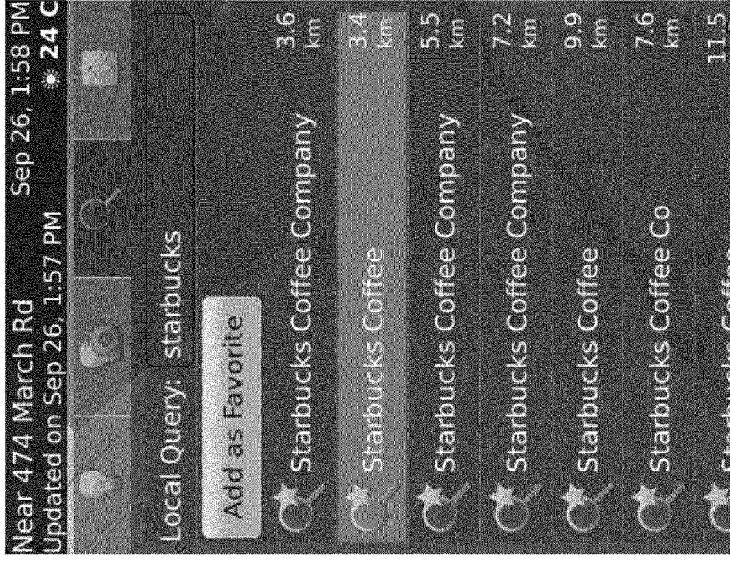 Near 474 March Rd Sep 26, 1:58 PM
Updated on Sep 26, 1:57 PM 24 C
Local Query: starbucks
Add as Favorite
Starbucks Coffee Company 3.6 km
Starbucks Coffee 3.4 km
Starbucks Coffee Company 5.5 km
Starbucks Coffee Company 7.2 km
Starbucks Coffee 9.9 km
Starbucks Coffee Co 7.6 km
Starbucks Coffee 11.5